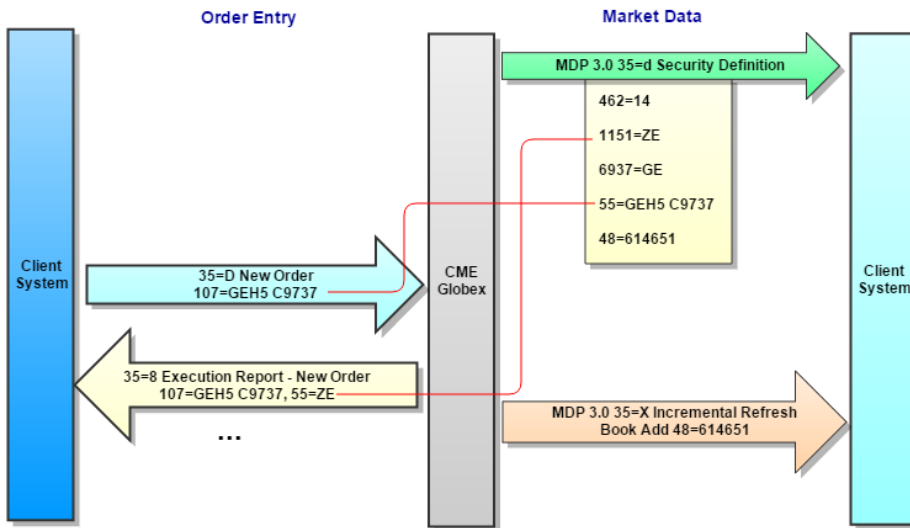 Order Entry
Market Data
MDP 3.0 35=d Security Definition
462=14
1151=ZE
6937=GE
55=GEH5 C9737
48=614651
Client
System
35=D New Order
107=GEH5 C9737
CME
Globex
Client
System
35=8 Execution Report - New Order
107=GEH5 C9737, 55=ZE
...
MDP 3.0 35=X Incremental Refresh
Book Add 48=614651